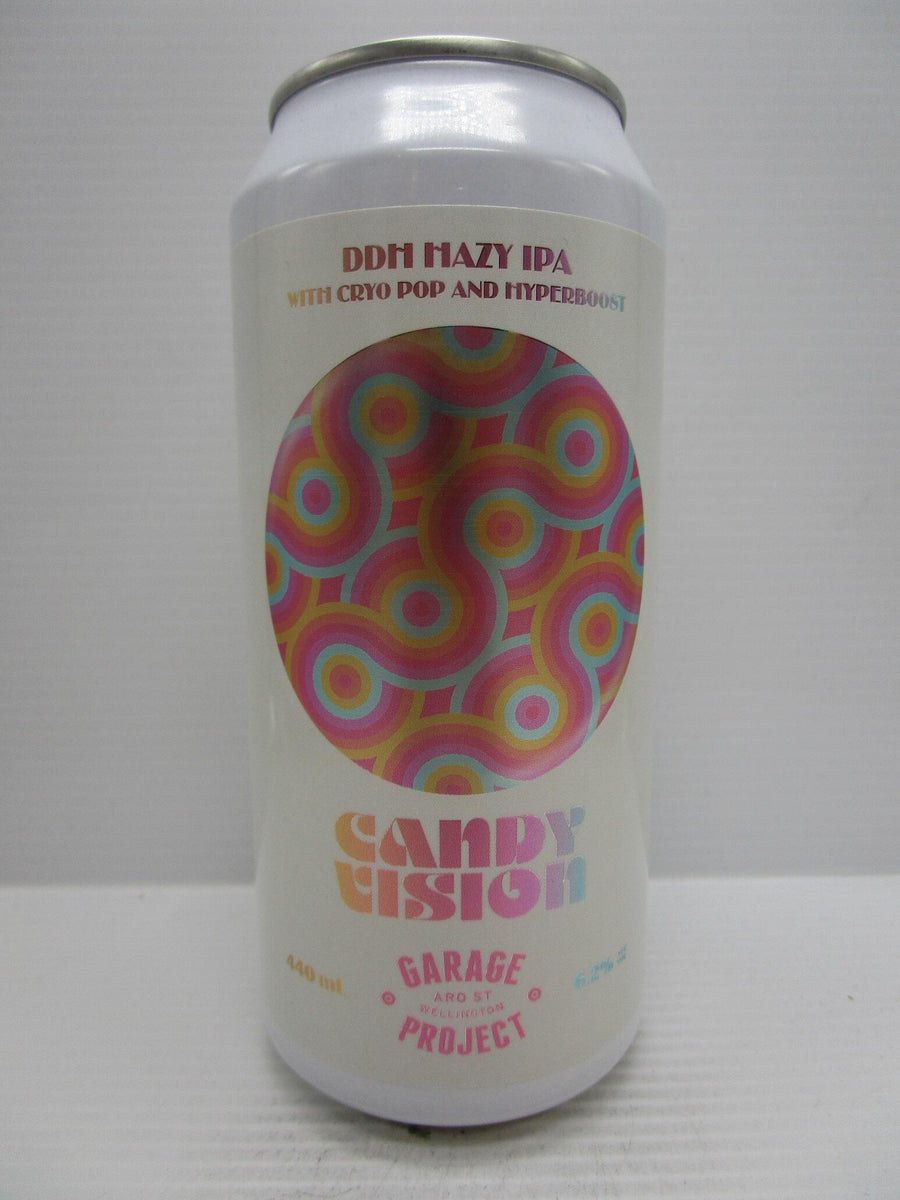 DDH HAZY IPA
WITH CRYO POP AND HYPERBOOST
CANDY
VISION
440 mL
GARAGE
ARO ST
WELLINGTON
PROJECT
6.2%